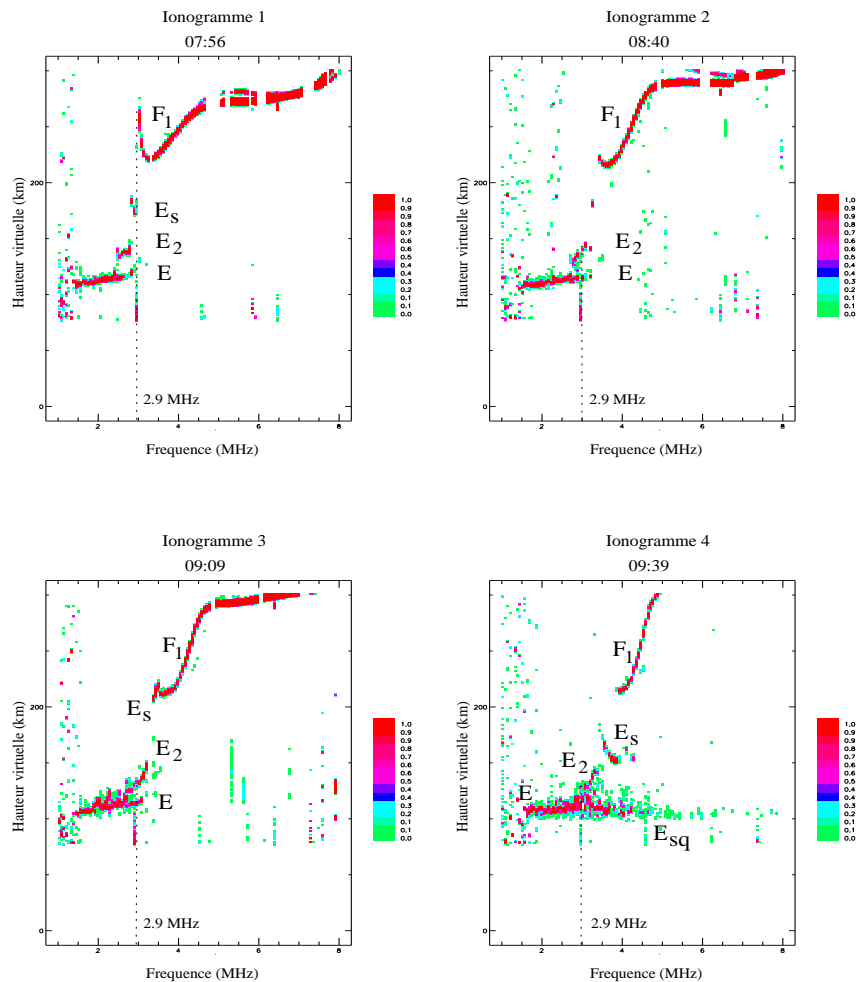 Ionogramme 1
07:56
Hauteur virtuelle (km)
200
0
F1
Es
E2
E
2.9 MHz
2 4 6 8
Frequence (MHz)
1.0
0.9
0.9
0.8
0.7
0.6
0.5
0.4
0.3
0.2
0.1
0.0
Ionogramme 2
08:40
Hauteur virtuelle (km)
200
0
F1
E2
E
2.9 MHz
2 4 6 8
Frequence (MHz)
1.0
0.9
0.9
0.8
0.7
0.6
0.5
0.4
0.3
0.2
0.1
0.0
Ionogramme 3
09:09
Hauteur virtuelle (km)
200
0
F1
Es
E2
E
2.9 MHz
2 4 6 8
Frequence (MHz)
1.0
0.9
0.8
0.7
0.6
0.5
0.4
0.3
0.2
0.1
0.0
Ionogramme 4
09:39
Hauteur virtuelle (km)
200
0
F1
Es
E2
E
Esq
2.9 MHz
2 4 6 8
Frequence (MHz)
1.0
0.9
0.8
0.7
0.6
0.5
0.4
0.3
0.2
0.1
0.0